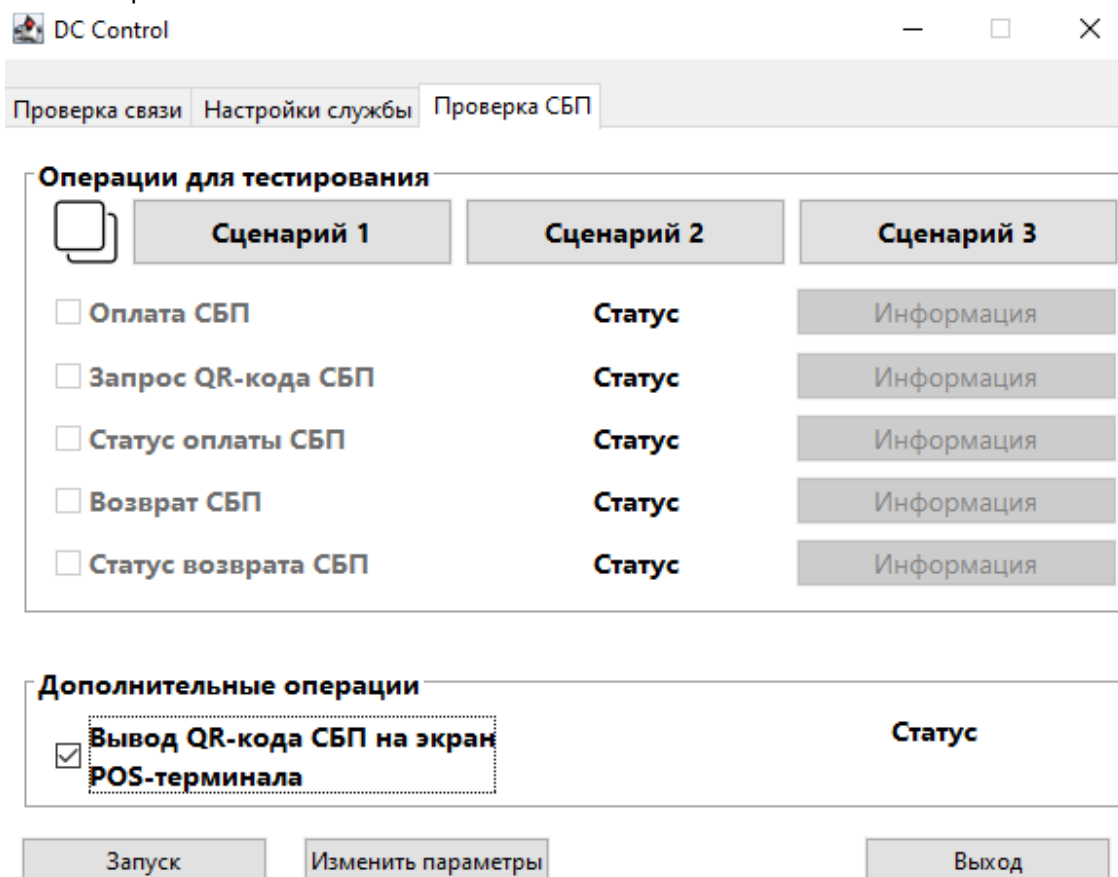 DC Control
Проверка связи Настройки службы Проверка СБП
Операции для тестирования
Сценарий 1 Сценарий 2 Сценарий 3
Оплата СБП Статус Информация
Запрос QR-кода СБП Статус Информация
Статус оплаты СБП Статус Информация
Возврат СБП Статус Информация
Статус возврата СБП Статус Информация
Дополнительные операции
Вывод QR-кода СБП на экран Статус
POS-терминала
Запуск Изменить параметры Выход